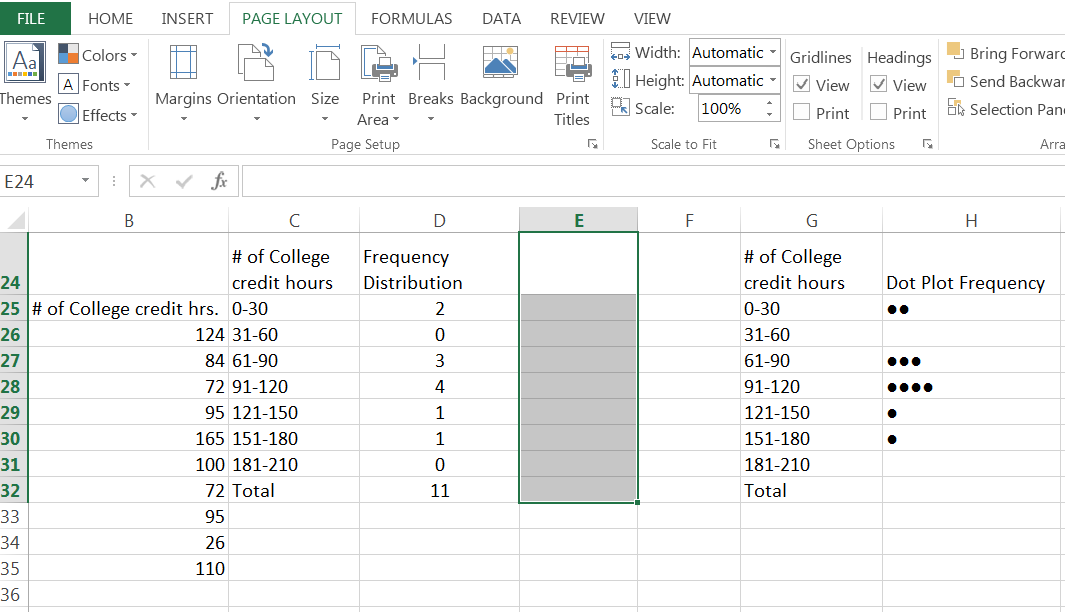 FILE HOME INSERT PAGE LAYOUT FORMULAS DATA REVIEW VIEW
Aa Themes
Colors
A Fonts
Effects
Themes
Margins Orientation Size Print Area Breaks Background Print Titles
Page Setup
Width: Automatic
Height: Automatic
Scale: 100%
Scale to Fit
Gridlines Headings
View View
Print Print
Sheet Options
Bring Forward
Send Backwar
Selection Pan
Arra
E24 fx
B C D E F G H
24 # of College credit hours Frequency Distribution # of College credit hours Dot Plot Frequency
25 # of College credit hrs. 0-30 2 0-30 ●●
26 124 31-60 0 31-60
27 84 61-90 3 61-90 ●●●
28 72 91-120 4 91-120 ●●●●
29 95 121-150 1 121-150 ●
30 165 151-180 1 151-180 ●
31 100 181-210 0 181-210
32 72 Total 11 Total
33 95
34 26
35 110
36